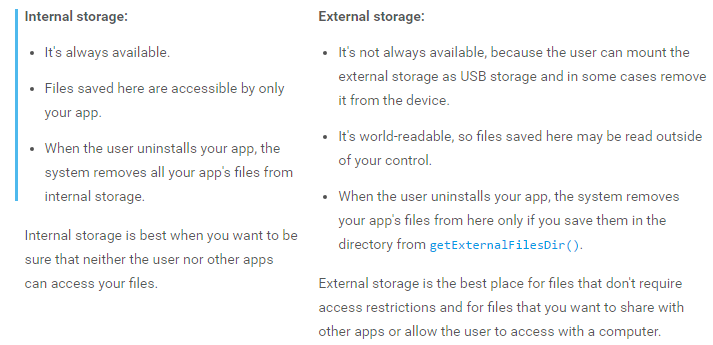 Internal storage:
• It's always available.
• Files saved here are accessible by only
your app.
• When the user uninstalls your app, the
system removes all your app's files from
internal storage.
Internal storage is best when you want to be
sure that neither the user nor other apps
can access your files.
External storage:
• It's not always available, because the user can mount the
external storage as USB storage and in some cases remove
it from the device.
• It's world-readable, so files saved here may be read outside
of your control.
• When the user uninstalls your app, the system removes
your app's files from here only if you save them in the
directory from getExternalFilesDir().
External storage is the best place for files that don't require
access restrictions and for files that you want to share with
other apps or allow the user to access with a computer.